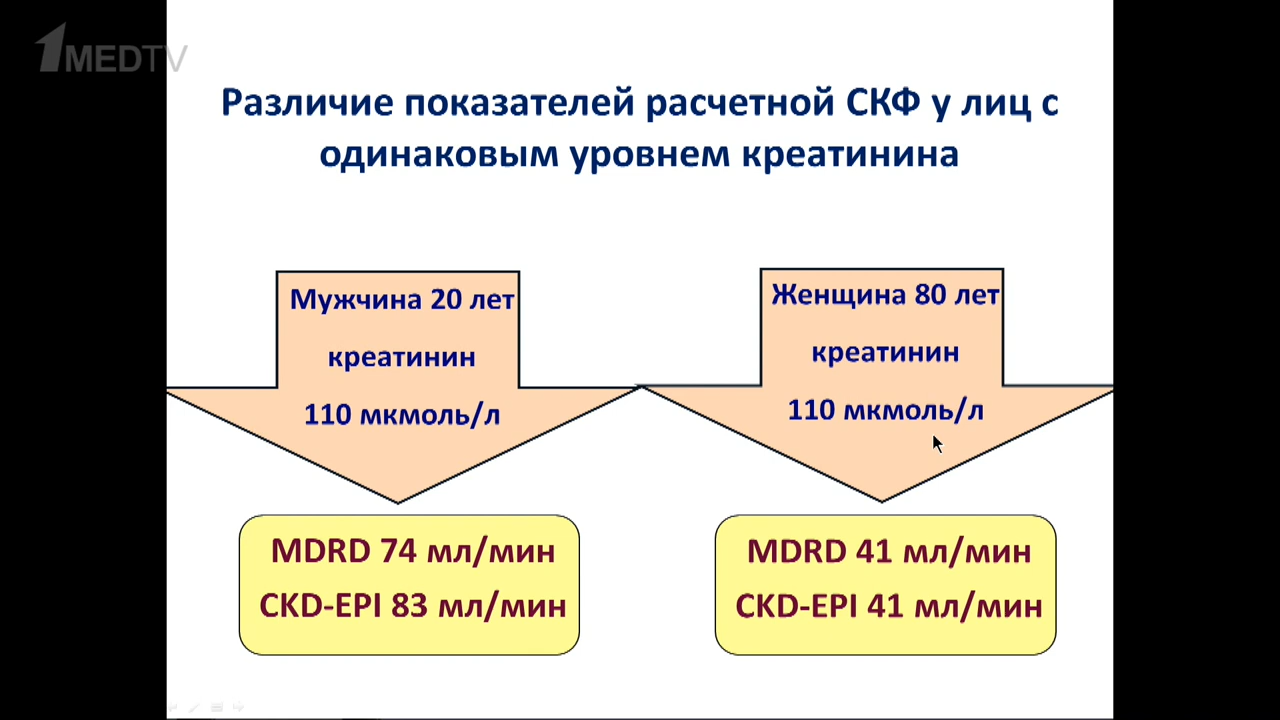 1MEDTV
Различие показателей расчетной СКФ у лиц с
одинаковым уровнем креатинина
Мужчина 20 лет
креатинин
110 мкмоль/л
Женщина 80 лет
креатинин
110 мкмоль/л
MDRD 74 мл/мин
CKD-EPI 83 мл/мин
MDRD 41 мл/мин
CKD-EPI 41 мл/мин